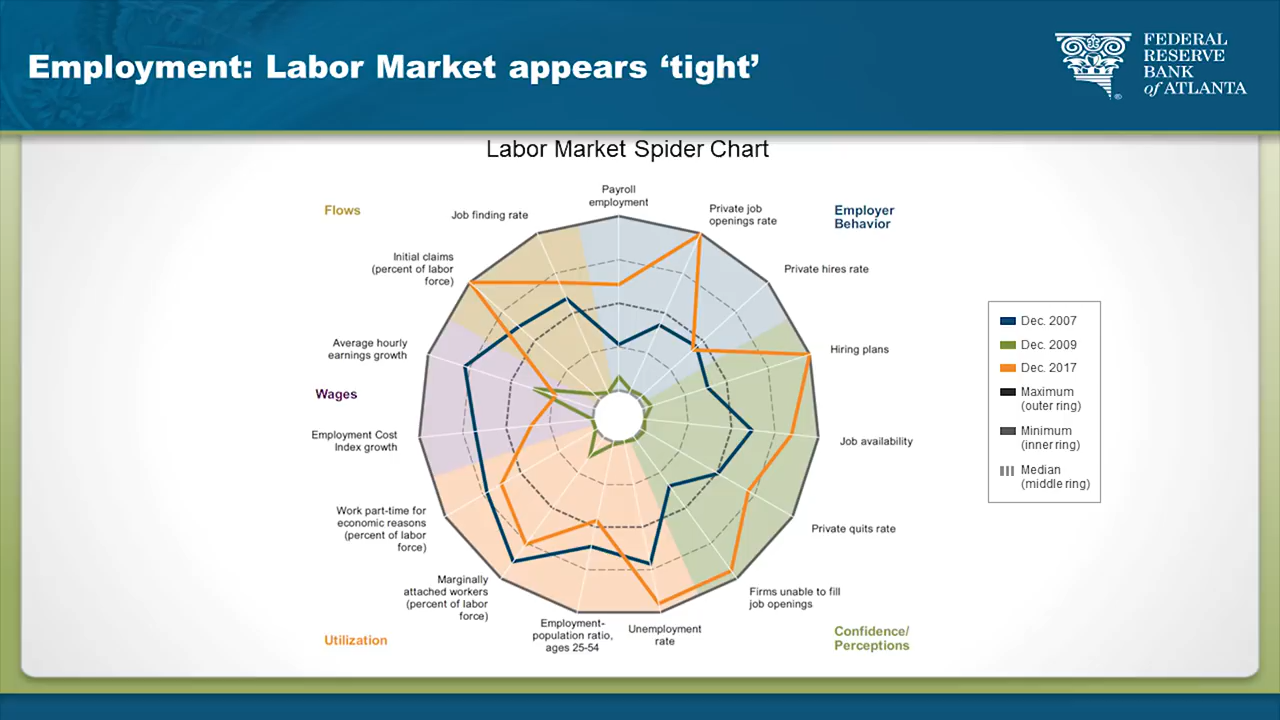 Employment: Labor Market appears ‘tight’
FEDERAL
RESERVE
BANK
of ATLANTA
®
Labor Market Spider Chart
Payroll
employment
Private job
openings rate
Employer
Behavior
Private hires rate
Hiring plans
Job availability
Private quits rate
Firms unable to fill
job openings
Confidence/
Perceptions
Unemployment
rate
Employment-
population ratio,
ages 25-54
Marginally
attached workers
(percent of labor
force)
Utilization
Work part-time for
economic reasons
(percent of labor
force)
Employment Cost
Index growth
Wages
Average hourly
earnings growth
Initial claims
(percent of labor
force)
Job finding rate
Flows
Dec. 2007
Dec. 2009
Dec. 2017
Maximum
(outer ring)
Minimum
(inner ring)
Median
(middle ring)